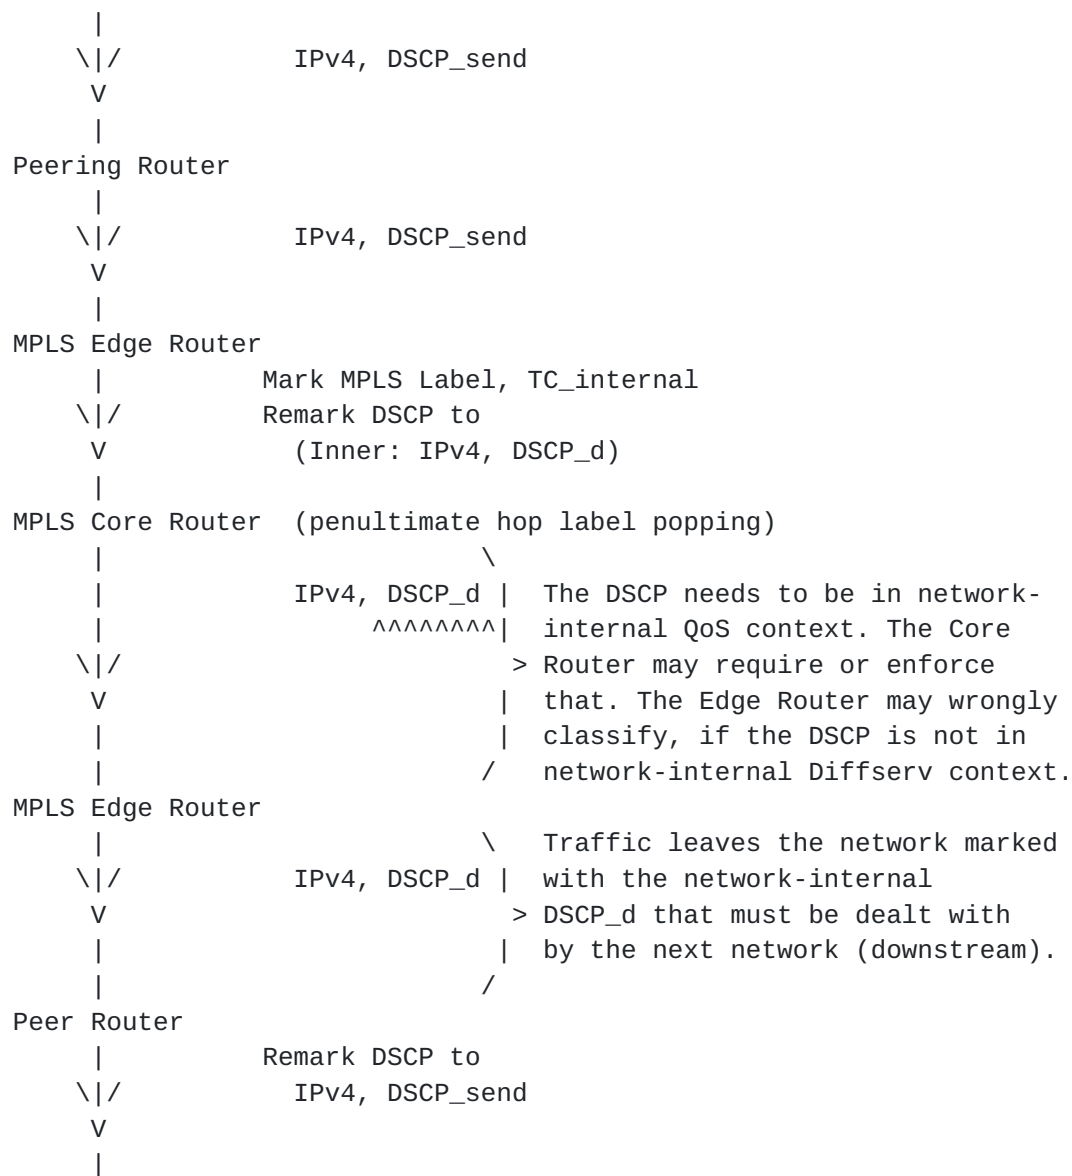 |
    \|/           IPv4, DSCP_send
     V
     |
Peering Router
     |
    \|/           IPv4, DSCP_send
     V
     |
MPLS Edge Router
     |          Mark MPLS Label, TC_internal
    \|/         Remark DSCP to
     V            (Inner: IPv4, DSCP_d)
     |
MPLS Core Router  (penultimate hop label popping)
     |                        \
     |            IPv4, DSCP_d |  The DSCP needs to be in network-
     |                 ^^^^^^^^|  internal QoS context. The Core
    \|/                         > Router may require or enforce
     V                         |  that. The Edge Router may wrongly
     |                         |  classify, if the DSCP is not in
     |                        /   network-internal Diffserv context.
MPLS Edge Router
     |                        \   Traffic leaves the network marked
    \|/           IPv4, DSCP_d |  with the network-internal
     V                          > DSCP_d that must be dealt with
     |                         |  by the next network (downstream).
     |                        /
Peer Router
     |          Remark DSCP to
    \|/           IPv4, DSCP_send
     V
     |